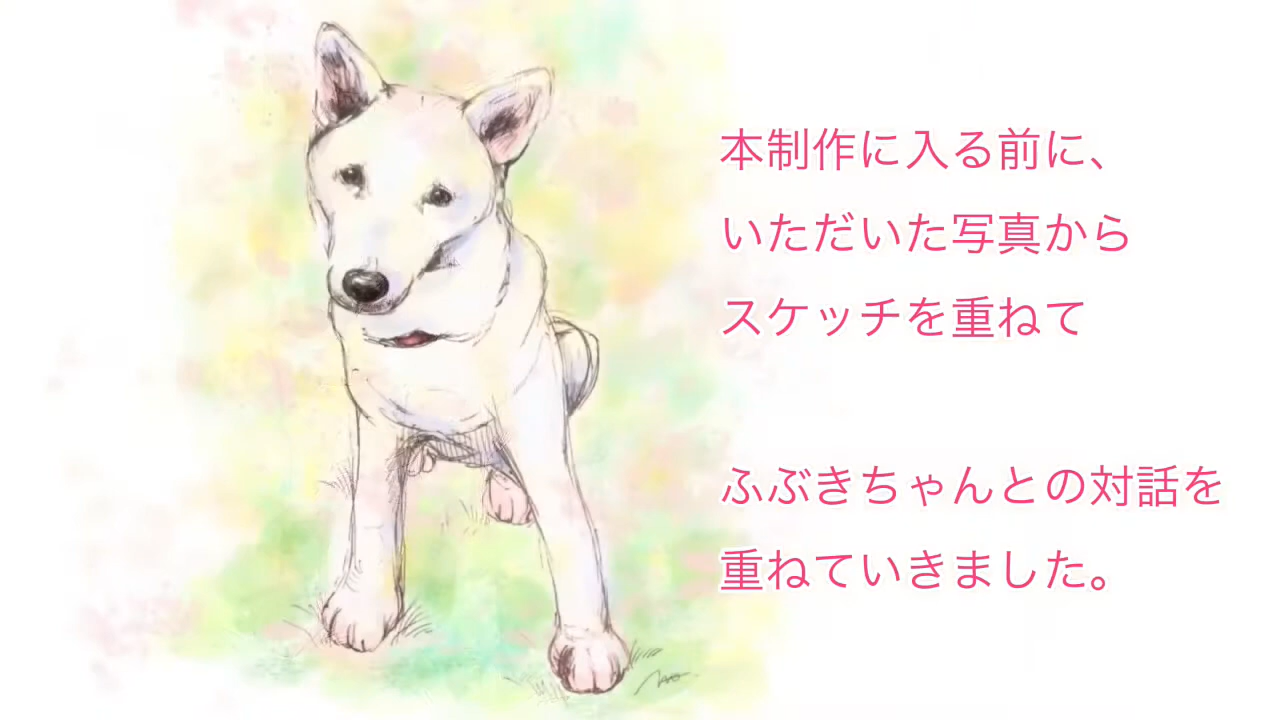 本制作に入る前に、
いただいた写真から
スケッチを重ねて
ふぶきちゃんとの対話を
重ねていきました。